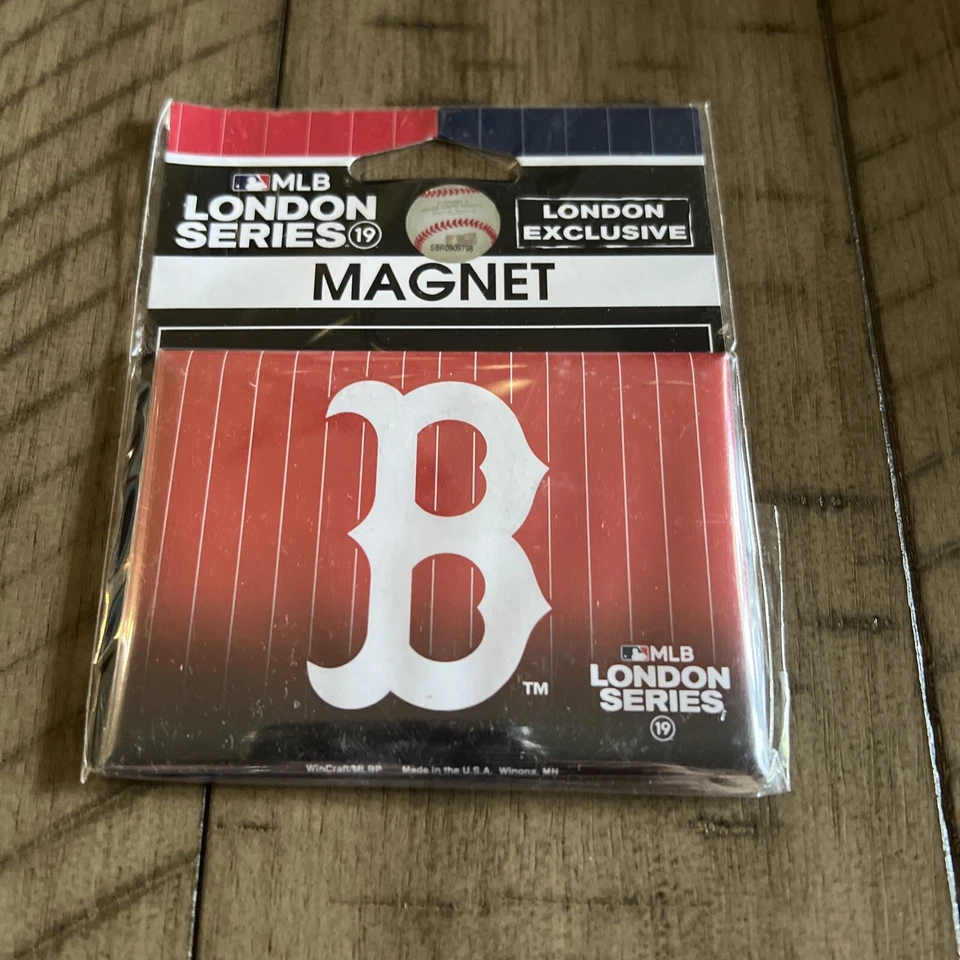 MLB
LONDON
SERIES 19
SBR0909798
LONDON
EXCLUSIVE
MAGNET
B
TM
MLB
LONDON
SERIES
19
WinCraft/MLBP Made in the U.S.A. Winona, MN